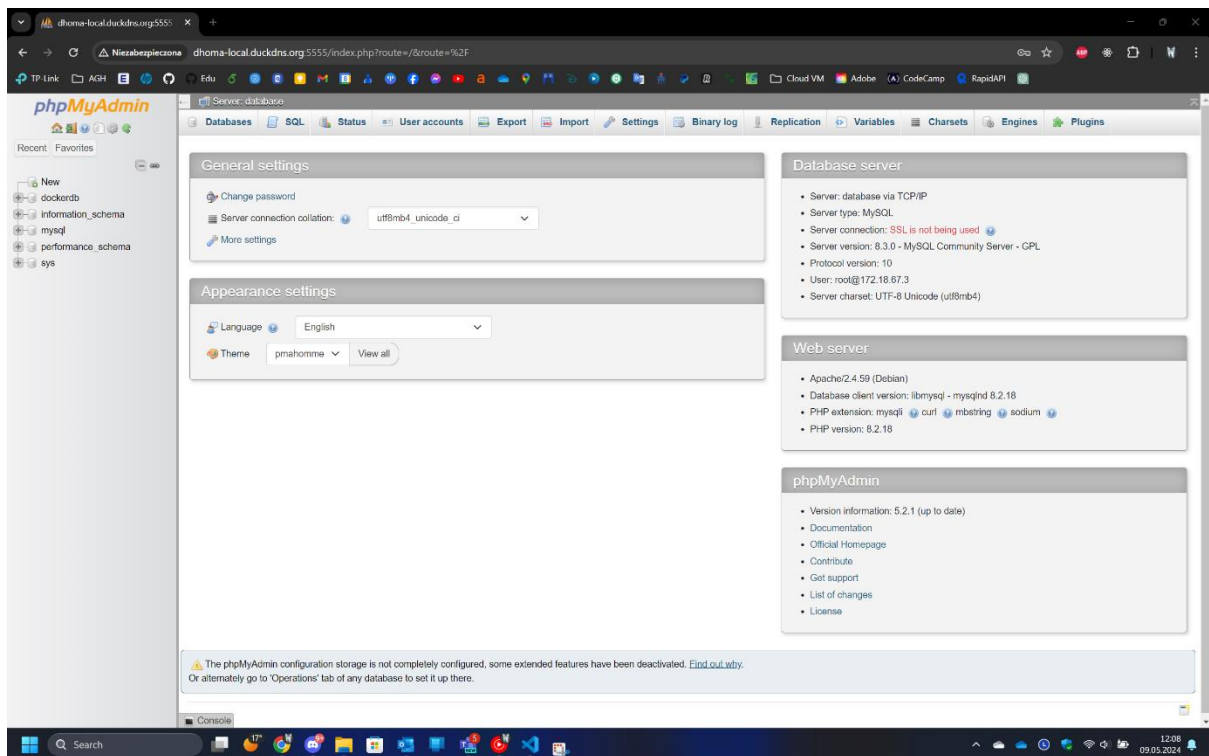 dhoma-local.duckdns.org:5555
Niezabezpieczona dhoma-local.duckdns.org:5555/index.php?route=/&route=%2F
TP-Link AGH Edu Cloud VM Adobe CodeCamp RapidAPI
phpMyAdmin
Recent Favorites
New
dockerdb
information_schema
mysql
performance_schema
sys
Server: database
Databases SQL Status User accounts Export Import Settings Binary log Replication Variables Charsets Engines Plugins
General settings
Change password
Server connection collation: utf8mb4_unicode_ci
More settings
Appearance settings
Language English
Theme pmahomme View all
Database server
• Server: database via TCP/IP
• Server type: MySQL
• Server connection: SSL is not being used
• Server version: 8.3.0 - MySQL Community Server - GPL
• Protocol version: 10
• User: root@172.18.67.3
• Server charset: UTF-8 Unicode (utf8mb4)
Web server
• Apache/2.4.59 (Debian)
• Database client version: libmysql - mysqlnd 8.2.18
• PHP extension: mysqli curl mbstring sodium
• PHP version: 8.2.18
phpMyAdmin
• Version information: 5.2.1 (up to date)
• Documentation
• Official Homepage
• Contribute
• Get support
• List of changes
• License
The phpMyAdmin configuration storage is not completely configured, some extended features have been deactivated. Find out why.
Or alternately go to 'Operations' tab of any database to set it up there.
Console
Search
12:08
09.05.2024